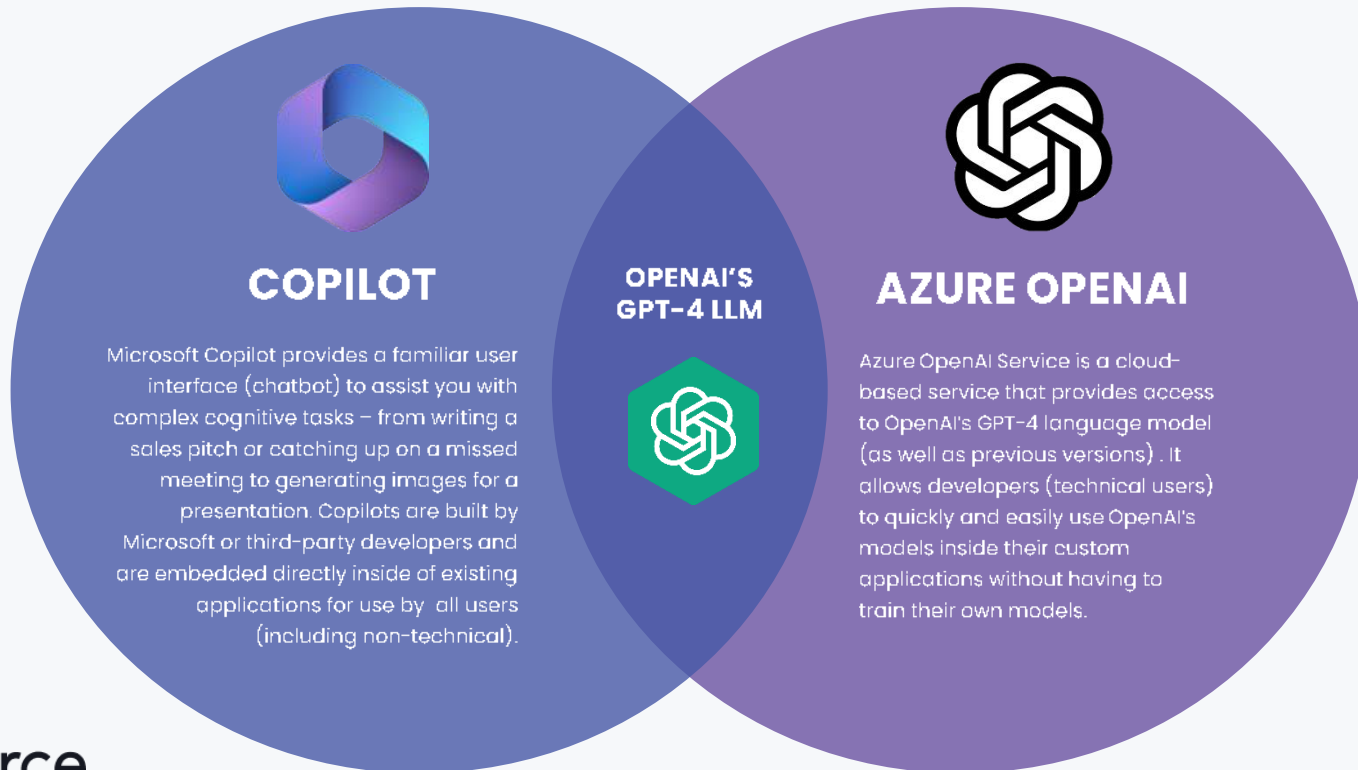 COPILOT
Microsoft Copilot provides a familiar user
interface (chatbot) to assist you with
complex cognitive tasks – from writing a
sales pitch or catching up on a missed
meeting to generating images for a
presentation. Copilots are built by
Microsoft or third-party developers and
are embedded directly inside of existing
applications for use by all users
(including non-technical).
OPENAI'S
GPT-4 LLM
AZURE OPENAI
Azure OpenAI Service is a cloud-
based service that provides access
to OpenAI's GPT-4 language model
(as well as previous versions) . It
allows developers (technical users)
to quickly and easily use OpenAI's
models inside their custom
applications without having to
train their own models.
rce